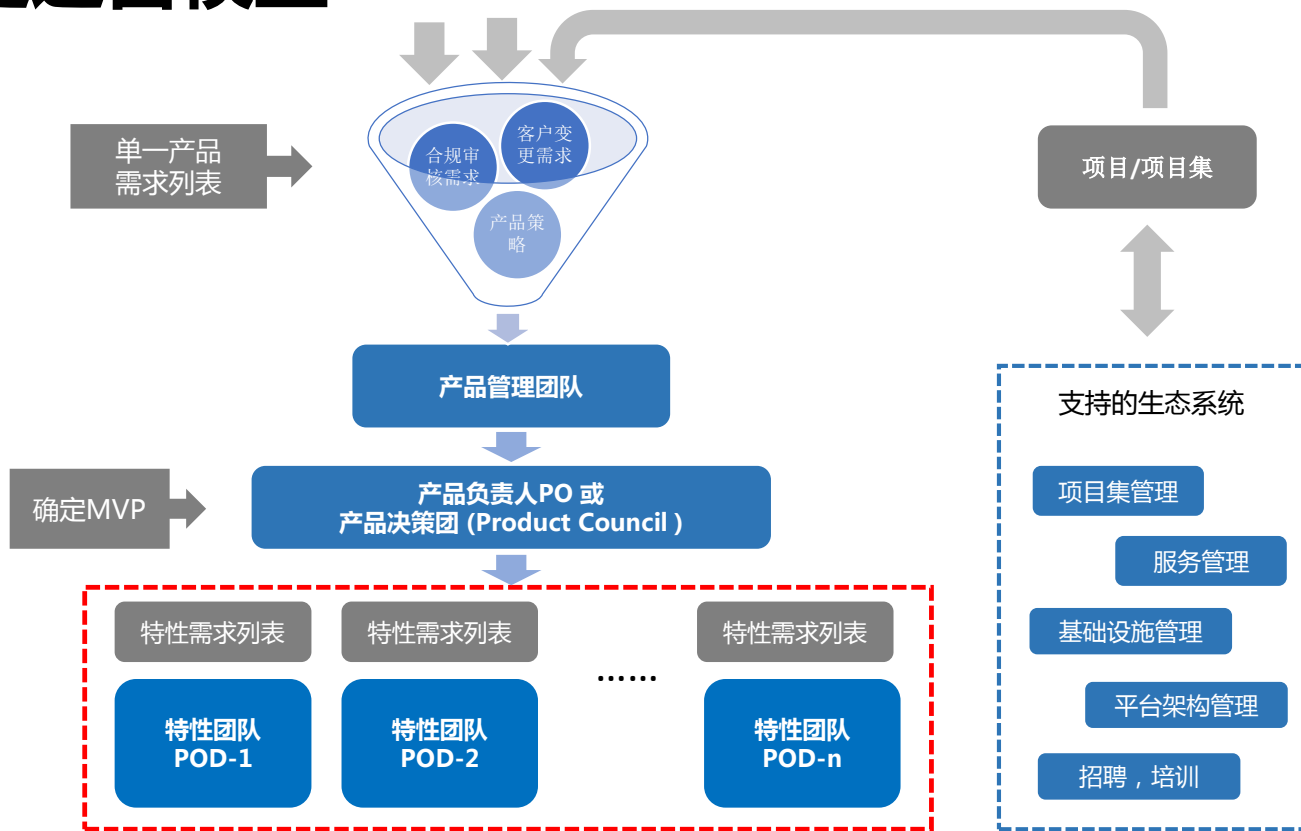 运营模型
单一产品
需求列表
合规审
核需求
客户变
更需求
产品策
略
项目/项目集
产品管理团队
确定MVP
产品负责人PO 或
产品决策团 (Product Council )
特性需求列表
特性需求列表
特性需求列表
……
特性团队
POD-1
特性团队
POD-2
特性团队
POD-n
支持的生态系统
项目集管理
服务管理
基础设施管理
平台架构管理
招聘，培训